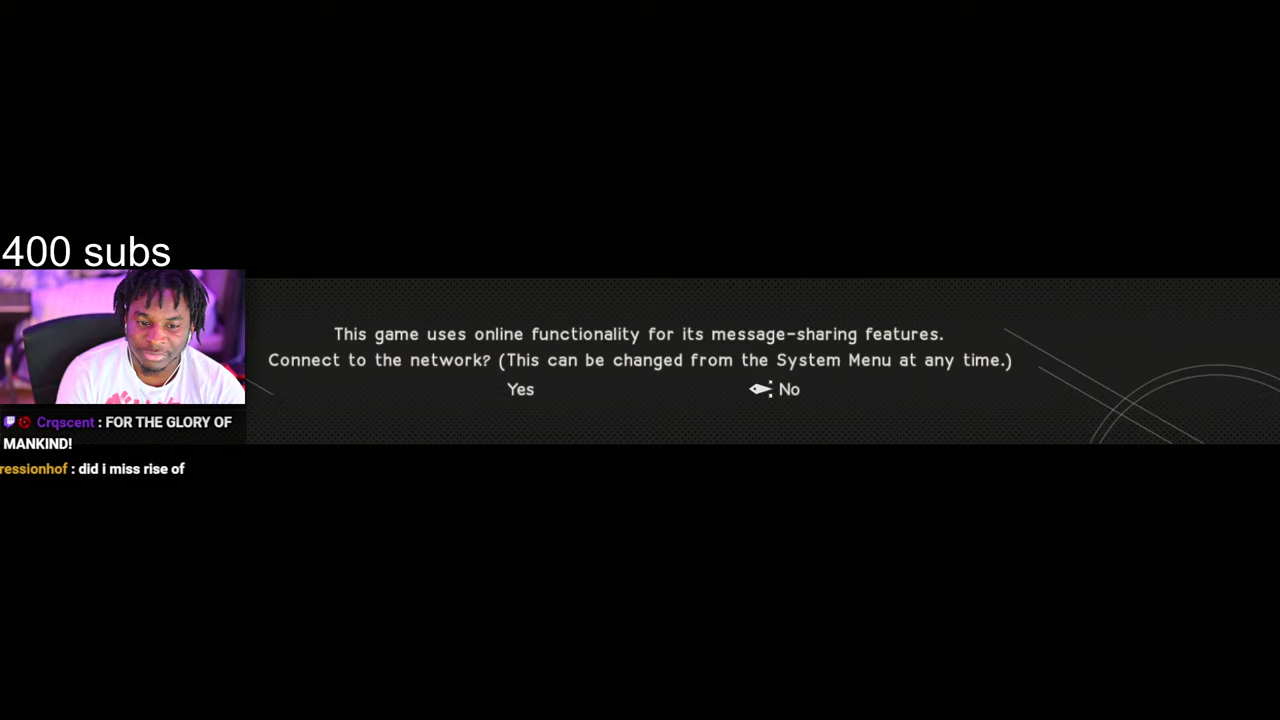 400 subs
This game uses online functionality for its message-sharing features.
Connect to the network? (This can be changed from the System Menu at any time.)
Yes
No
Crqscent : FOR THE GLORY OF
MANKIND!
ressionhof : did i miss rise of